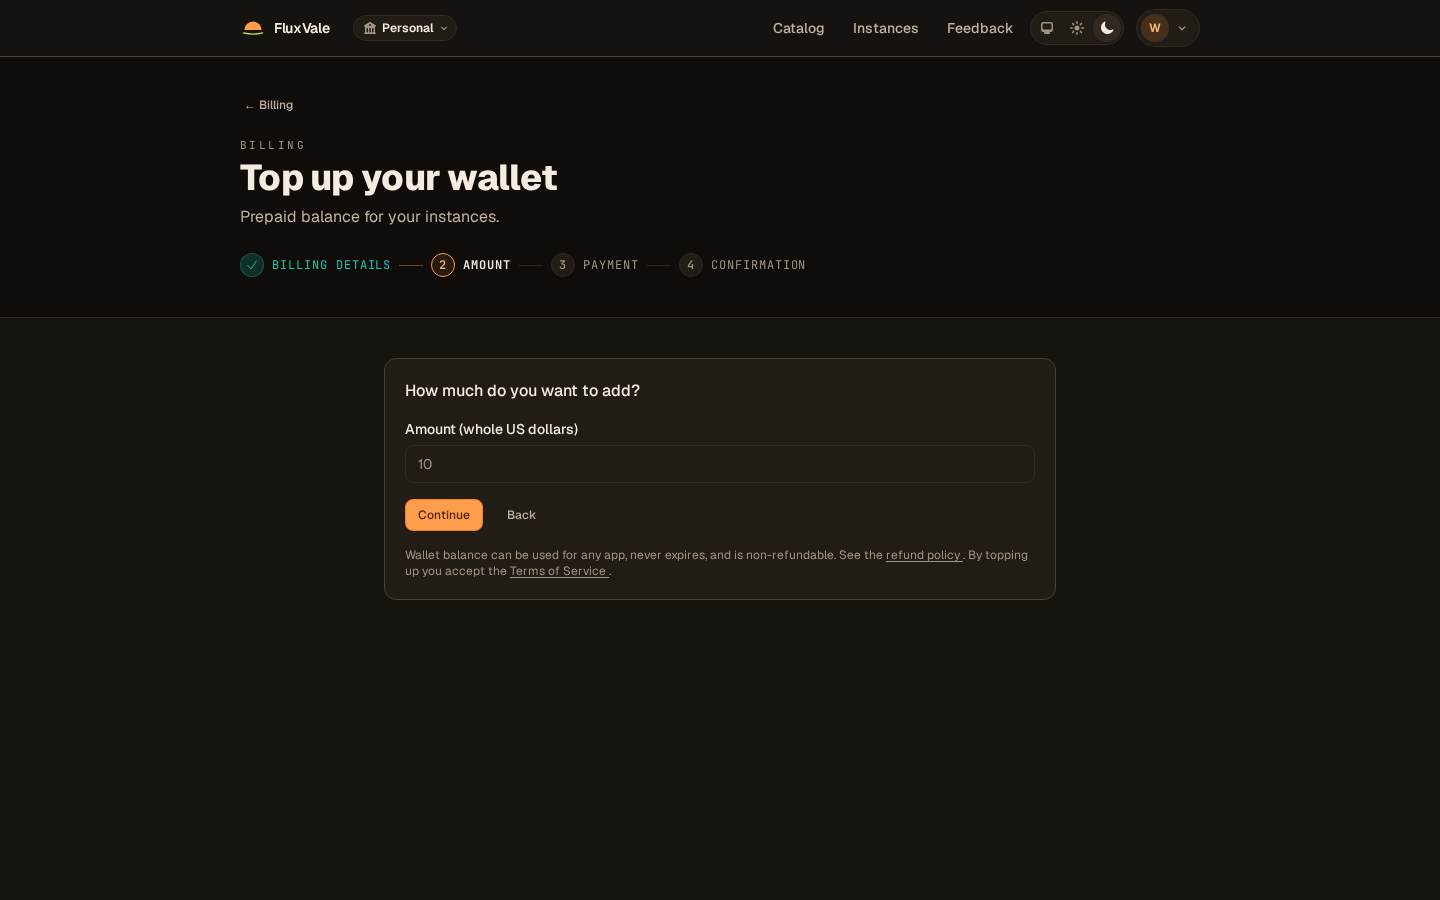 FluxVale
Personal
Catalog
Instances
Feedback
W
← Billing
BILLING
Top up your wallet
Prepaid balance for your instances.
BILLING DETAILS
2 AMOUNT
3 PAYMENT
4 CONFIRMATION
How much do you want to add?
Amount (whole US dollars)
10
Continue
Back
Wallet balance can be used for any app, never expires, and is non-refundable. See the refund policy . By topping
up you accept the Terms of Service .